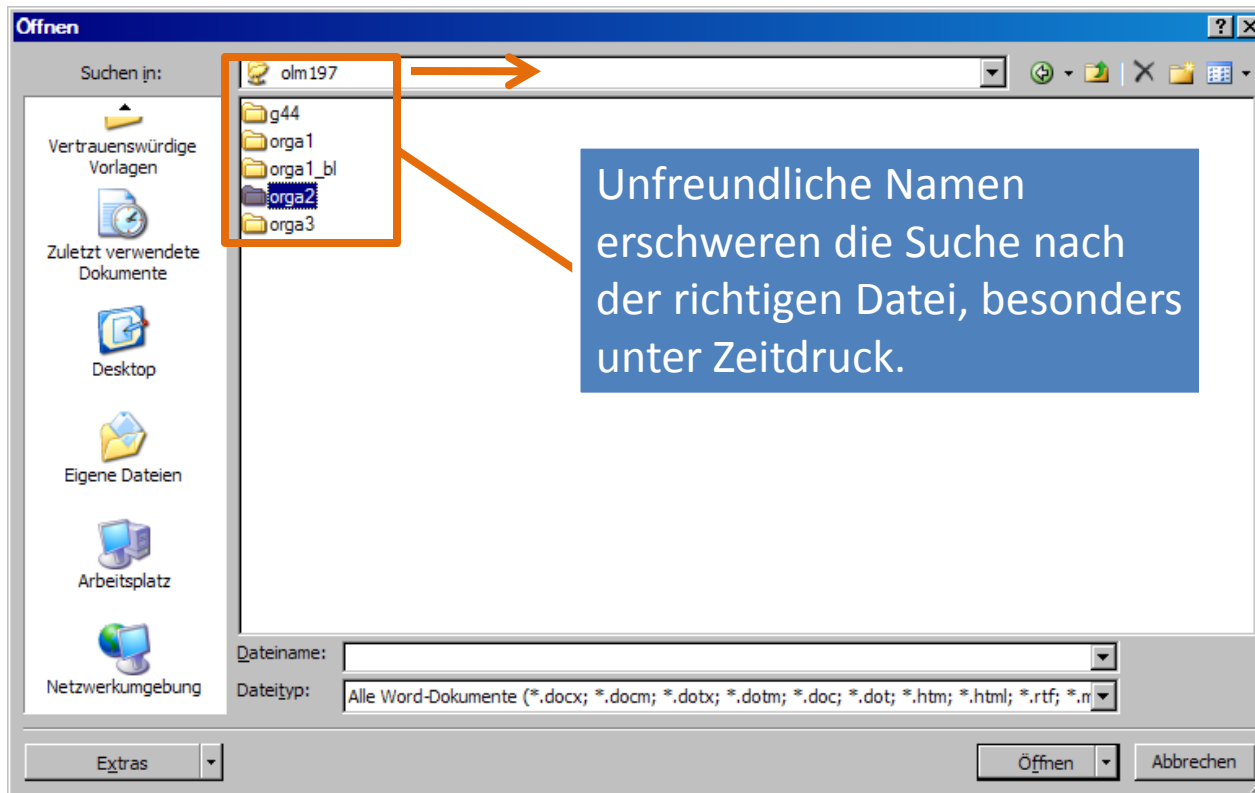 Öffnen
Suchen in:
olm197
g44
orga1
orga1_bl
orga2
orga3
Vertrauenswürdige
Vorlagen
Zuletzt verwendete
Dokumente
Desktop
Eigene Dateien
Arbeitsplatz
Netzwerkumgebung
Unfreundliche Namen
erschweren die Suche nach
der richtigen Datei, besonders
unter Zeitdruck.
Dateiname:
Dateityp:
Alle Word-Dokumente (*.docx; *.docm; *.dotx; *.dotm; *.doc; *.dot; *.htm; *.html; *.rtf; *.m
Extras
Öffnen
Abbrechen